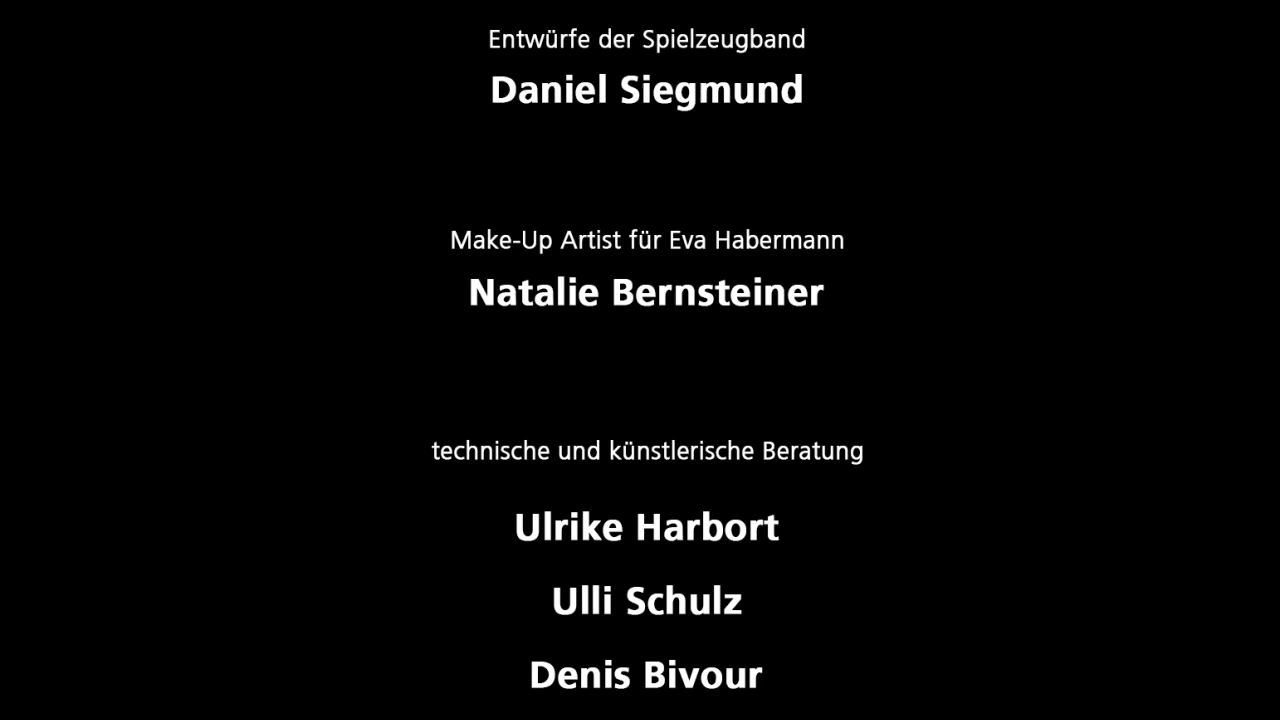 Entwürfe der Spielzeugband
Daniel Siegmund
Make-Up Artist für Eva Habermann
Natalie Bernsteiner
technische und künstlerische Beratung
Ulrike Harbort
Ulli Schulz
Denis Bivour